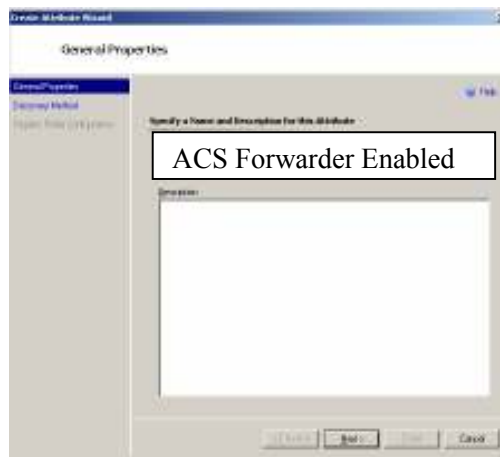 Create Attribute Wizard
General Properties
General Properties
Discovery Method
Help
Specify a Name and Description for this Attribute
ACS Forwarder Enabled
Description
Next >
Cancel